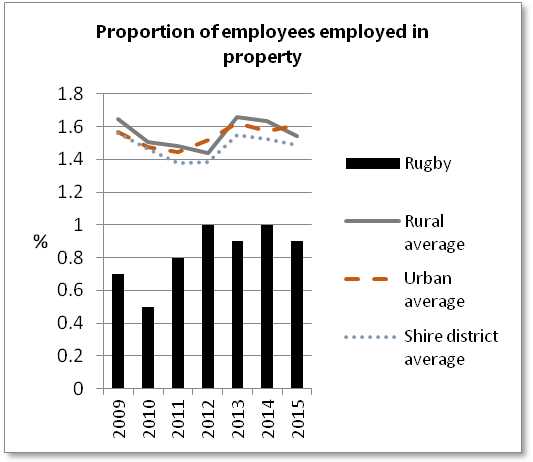 Proportion of employees employed in
property
1.8
1.6
1.4
1.2
1
0.8
0.6
0.4
0.2
0
%
2009
2010
2011
2012
2013
2014
2015
Rugby
Rural
average
Urban
average
Shire district
average